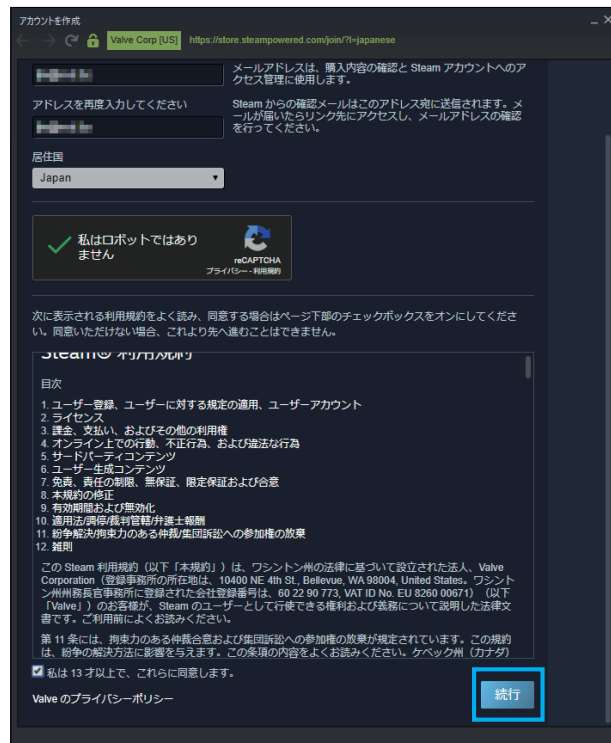 アカウントを作成
Valve Corp [US] https://store.steampowered.com/join/?l=japanese
メールアドレスは、購入内容の確認と Steam アカウントへのア
クセス管理に使用します。
アドレスを再度入力してください
Steam からの確認メールはこのアドレス宛に送信されます。メ
ールが届いたらリンク先にアクセスし、メールアドレスの確認
を行ってください。
居住国
Japan
私はロボットではあり
ません
reCAPTCHA
プライバシー - 利用規約
次に表示される利用規約をよく読み、同意する場合はページ下部のチェックボックスをオンにしてくださ
い。同意いただけない場合、これより先へ進むことはできません。
Steam® 利用規約
目次
1. ユーザー登録、ユーザーに対する規定の適用、ユーザーアカウント
2. ライセンス
3. 課金、支払い、およびその他の利用権
4. オンライン上での行動、不正行為、および違法な行為
5. サードパーティコンテンツ
6. ユーザー生成コンテンツ
7. 免責、責任の制限、無保証、限定保証および合意
8. 本規約の修正
9. 有効期間および無効化
10. 適用法/調停/裁判管轄/弁護士報酬
11. 紛争解決/拘束力のある仲裁/集団訴訟への参加権の放棄
12. 雑則
この Steam 利用規約（以下「本規約」）は、ワシントン州の法律に基づいて設立された法人、Valve
Corporation（登録事務所の所在地は、10400 NE 4th St., Bellevue, WA 98004, United States。ワシント
ン州州務長官事務所に登録された会社登録番号は、60 22 90 773, VAT ID No. EU 8260 00671）（以下
「Valve」）のお客様が、Steam のユーザーとして行使できる権利および義務について説明した法律文
書です。ご利用前によくお読みください。
第 11 条には、拘束力のある仲裁合意および集団訴訟への参加権の放棄が規定されています。この規約
は、紛争の解決方法に影響を与えます。この条項の内容をよくお読みください。ケベック州（カナダ）
私は 13 才以上で、これらに同意します。
Valve のプライバシーポリシー
続行